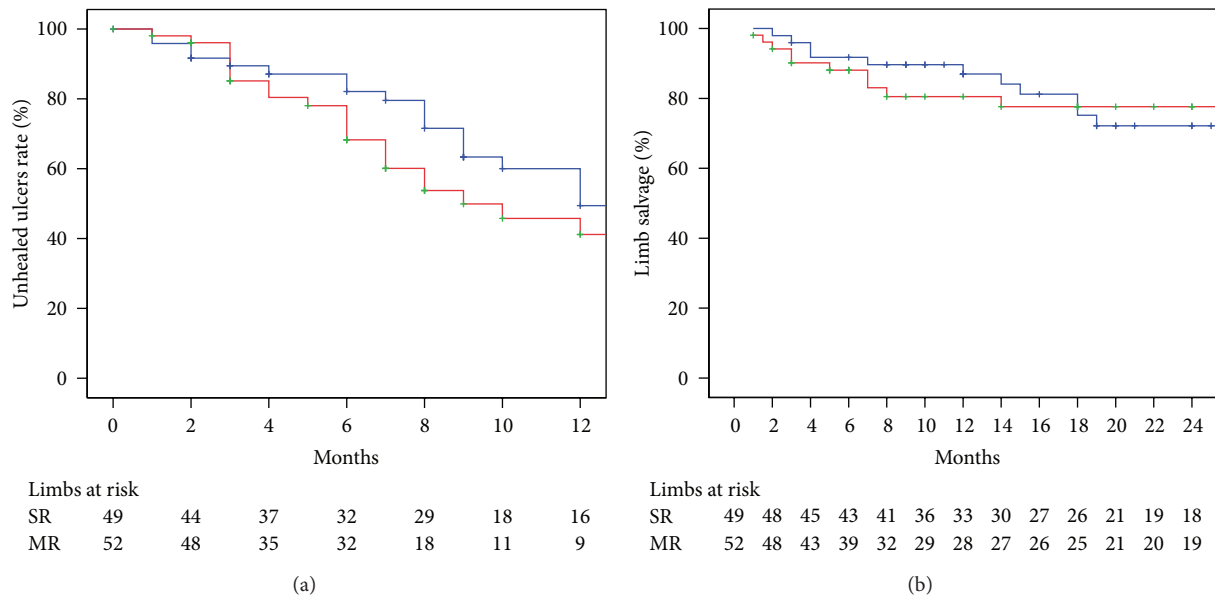 100
80
60
40
20
0
Unhealed ulcers rate (%)
0 2 4 6 8 10 12
Months
Limbs at risk
SR 49 44 37 32 29 18 16
MR 52 48 35 32 18 11 9
(a)
100
80
60
40
20
0
Limb salvage (%)
0 2 4 6 8 10 12 14 16 18 20 22 24
Months
Limbs at risk
SR 49 48 45 43 41 36 33 30 27 26 21 19 18
MR 52 48 43 39 32 29 28 27 26 25 21 20 19
(b)